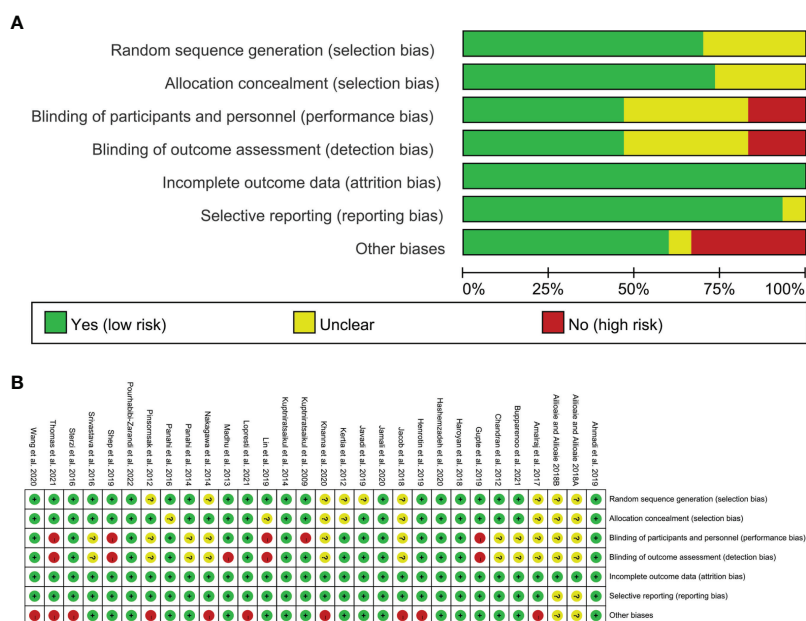 A
Random sequence generation (selection bias)
Allocation concealment (selection bias)
Blinding of participants and personnel (performance bias)
Blinding of outcome assessment (detection bias)
Incomplete outcome data (attrition bias)
Selective reporting (reporting bias)
Other biases
0% 25% 50% 75% 100%
Yes (low risk) Unclear No (high risk)
B
Wang et al. 2020
Thomas et al. 2021
Sterzi et al. 2016
Srivastava et al. 2016
Shep et al. 2019
Pourhabibi-Zarandi et al. 2022
Pinsornsak et al. 2012
Panahi et al. 2016
Panahi et al. 2014
Nakagawa et al. 2014
Madhu et al. 2013
Lopresti et al. 2021
Lin et al. 2019
Kuptniratsaikul et al. 2014
Kuptniratsaikul et al. 2009
Khanna et al. 2020
Kertia et al. 2012
Javadi et al. 2019
Jamali et al. 2020
Jacob et al. 2018
Henrotin et al. 2019
Hashemzadeh et al. 2020
Haroyan et al. 2018
Gupte et al. 2019
Chandran et al. 2012
Bupparenoo et al. 2021
Amalraj et al. 2017
Ailioaie and Ailioaie 2018B
Ailioaie and Ailioaie 2018A
Ahmadi et al. 2019
Random sequence generation (selection bias)
Allocation concealment (selection bias)
Blinding of participants and personnel (performance bias)
Blinding of outcome assessment (detection bias)
Incomplete outcome data (attrition bias)
Selective reporting (reporting bias)
Other biases